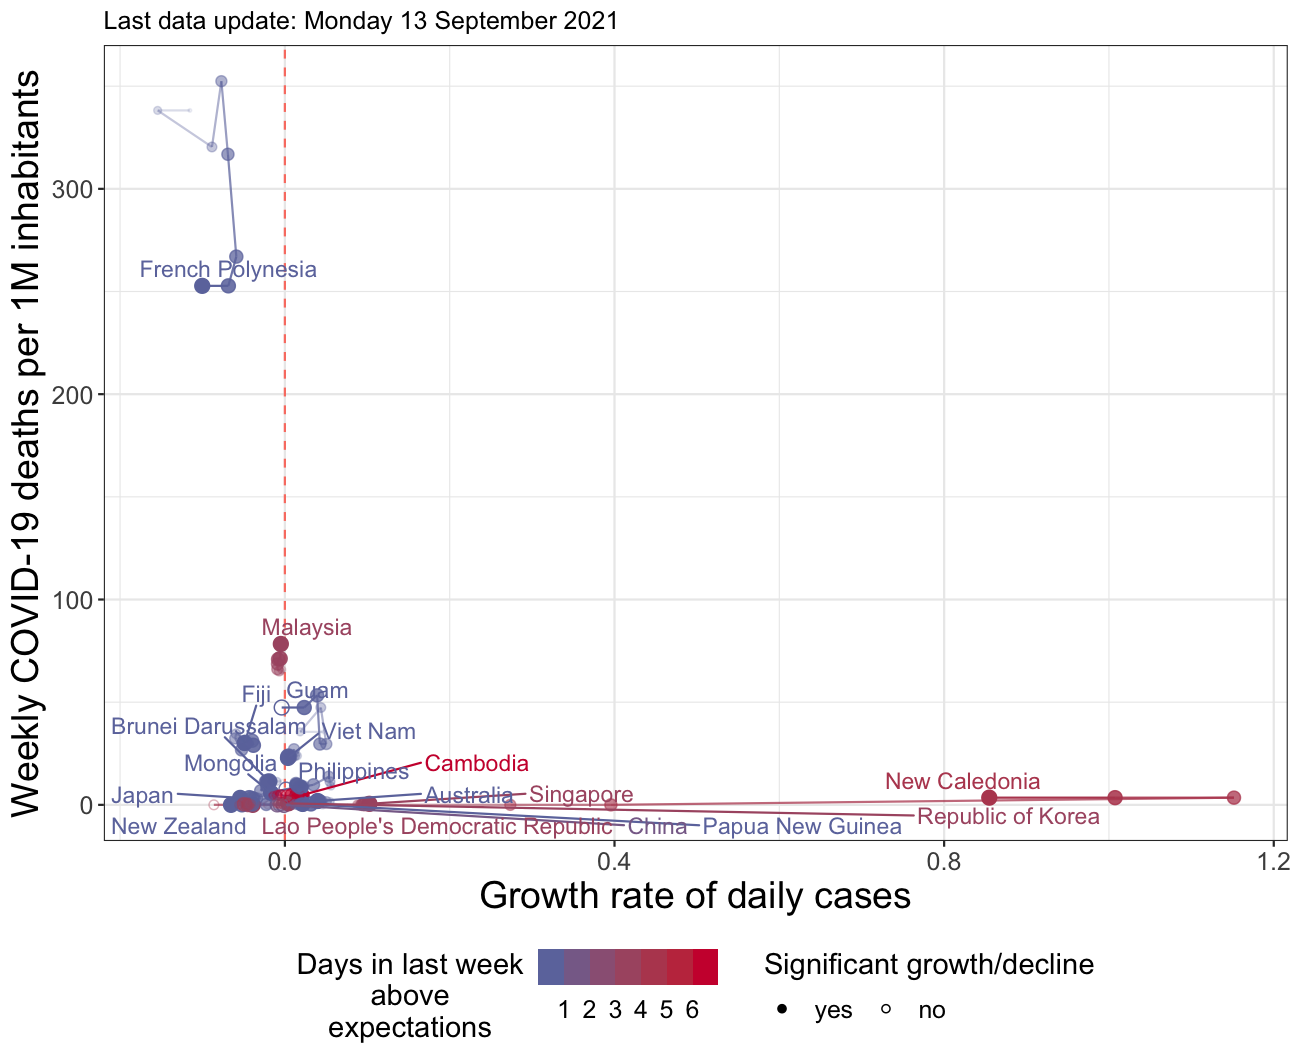 Last data update: Monday 13 September 2021
Weekly COVID-19 deaths per 1M inhabitants
300
200
100
0
French Polynesia
Malaysia
Fiji
Guam
Brunei Darussalam
Viet Nam
Mongolia
Philippines
Cambodia
Japan
Australia
Singapore
New Caledonia
Republic of Korea
New Zealand
Lao People's Democratic Republic
China
Papua New Guinea
0.0
0.4
0.8
1.2
Growth rate of daily cases
Days in last week
above
expectations
1 2 3 4 5 6
Significant growth/decline
yes
no